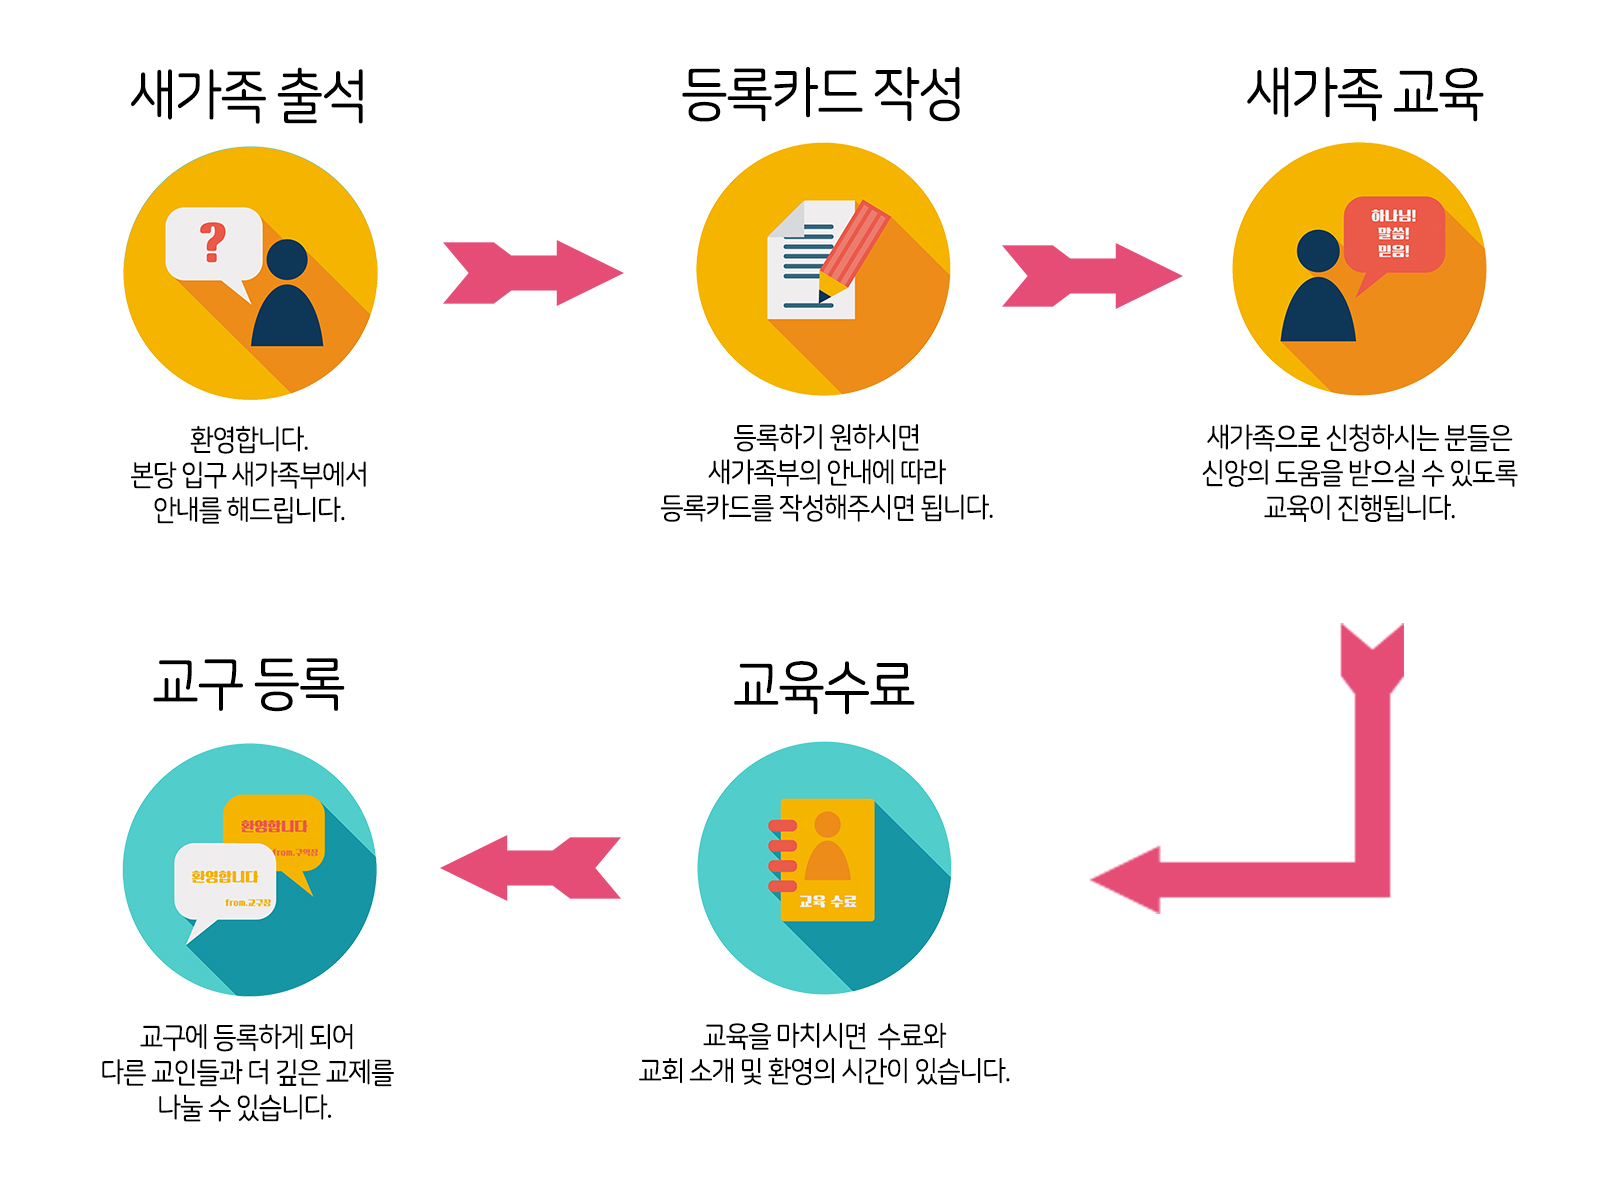 새가족 출석
?
환영합니다.
본당 입구 새가족부에서
안내를 해드립니다.
등록카드 작성
등록하기 원하시면
새가족부의 안내에 따라
등록카드를 작성해주시면 됩니다.
새가족 교육
하나님!
말씀!
믿음!
새가족으로 신청하시는 분들은
신앙의 도움을 받으실 수 있도록
교육이 진행됩니다.
교육수료
교육 수료
교육을 마치시면 수료와
교회 소개 및 환영의 시간이 있습니다.
교구 등록
환영합니다
from.구역장
환영합니다
from.교구장
교구에 등록하게 되어
다른 교인들과 더 깊은 교제를
나눌 수 있습니다.